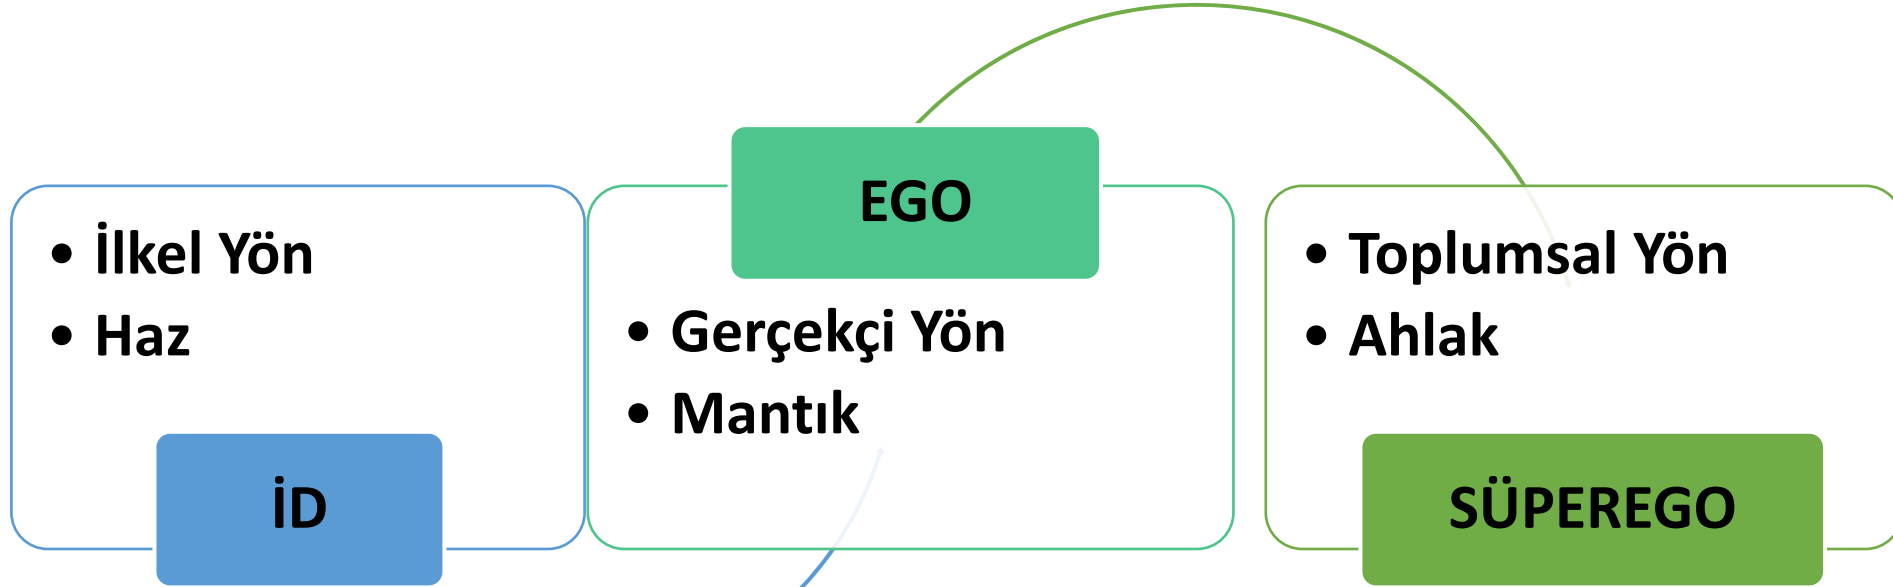 • İlkel Yön
• Haz
İD
EGO
• Gerçekçi Yön
• Mantık
• Toplumsal Yön
• Ahlak
SÜPEREGO